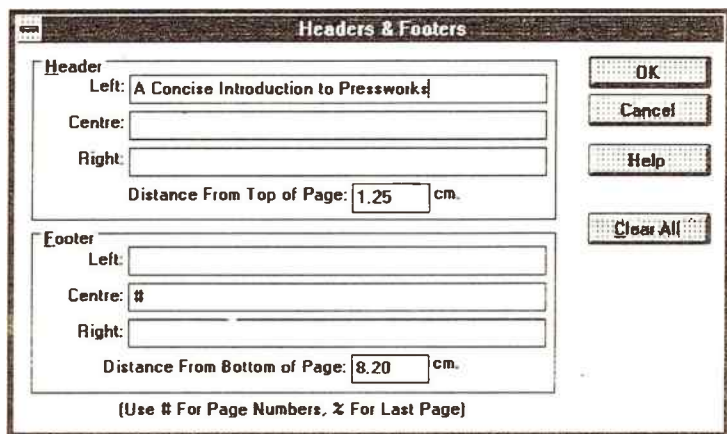 Headers & Footers
Header
Left: A Concise Introduction to Pressworks
Centre:
Right:
Distance From Top of Page: 1.25 cm.
Footer
Left:
Centre: #
Right:
Distance From Bottom of Page: 8.20 cm.
(Use # For Page Numbers, % For Last Page)
OK
Cancel
Help
Clear All